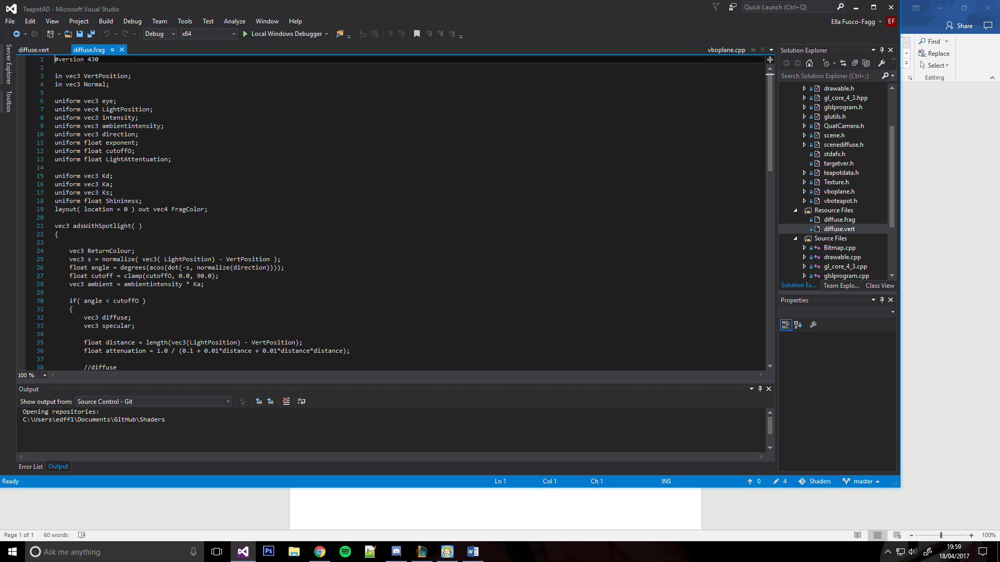 TeapotAD - Microsoft Visual Studio
Quick Launch (Ctrl+Q)
File Edit View Project Build Debug Team Tools Test Analyze Window Help
Ella Fusco-Fagg EF
Share
Debug x64 Local Windows Debugger
Find
Replace
Select
Editing
Server Explorer
Toolbox
diffuse.vert diffuse.frag vboplane.cpp
1 #version 430
2
3 in vec3 VertPosition;
4 in vec3 Normal;
5
6 uniform vec3 eye;
7 uniform vec4 LightPosition;
8 uniform vec3 intensity;
9 uniform vec3 ambientintensity;
10 uniform vec3 direction;
11 uniform float exponent;
12 uniform float cutoffO;
13 uniform float LightAttentuation;
14
15 uniform vec3 Kd;
16 uniform vec3 Ka;
17 uniform vec3 Ks;
18 uniform float Shininess;
19 layout( location = 0 ) out vec4 FragColor;
20
21 vec3 adsWithSpotlight( )
22 {
23
24 vec3 ReturnColour;
25 vec3 s = normalize( vec3( LightPosition) - VertPosition );
26 float angle = degrees(acos(dot(-s, normalize(direction))));
27 float cutoff = clamp(cutoffO, 0.0, 90.0);
28 vec3 ambient = ambientintensity * Ka;
29
30 if( angle < cutoffO )
31 {
32 vec3 diffuse;
33 vec3 specular;
34
35 float distance = length(vec3(LightPosition) - VertPosition);
36 float attenuation = 1.0 / (0.1 + 0.01*distance + 0.01*distance*distance);
37
38 //diffuse
100 %
Solution Explorer
Search Solution Explorer (Ctrl+;)
drawable.h
gl_core_4_3.hpp
glslprogram.h
glutils.h
QuatCamera.h
scene.h
scenediffuse.h
stdafx.h
targetver.h
teapotdata.h
Texture.h
vboplane.h
vboteapot.h
Resource Files
diffuse.frag
diffuse.vert
Source Files
Bitmap.cpp
drawable.cpp
gl_core_4_3.cpp
glslprogram.cpp
Solution Ex... Team Explo... Class View
Properties
Output
Show output from: Source Control - Git
Opening repositories:
C:\Users\edff1\Documents\GitHub\Shaders
Error List Output
Ready Ln 1 Col 1 Ch 1 INS 0 4 Shaders master
Page 1 of 1 60 words 100%
Ask me anything
19:59
18/04/2017